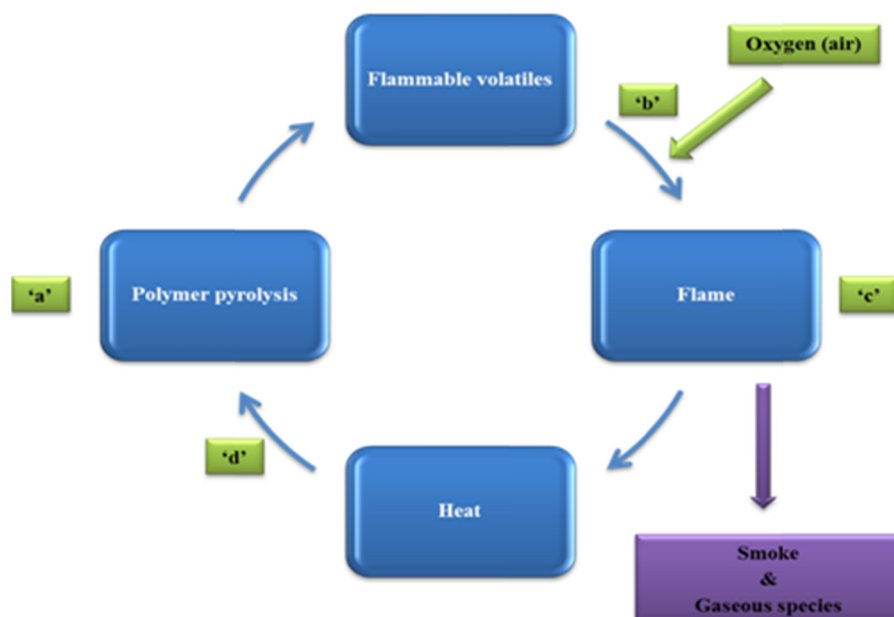 Flammable volatiles
Oxygen (air)
‘b’
‘a’
Polymer pyrolysis
Flame
‘c’
‘d’
Heat
Smoke
&
Gaseous species